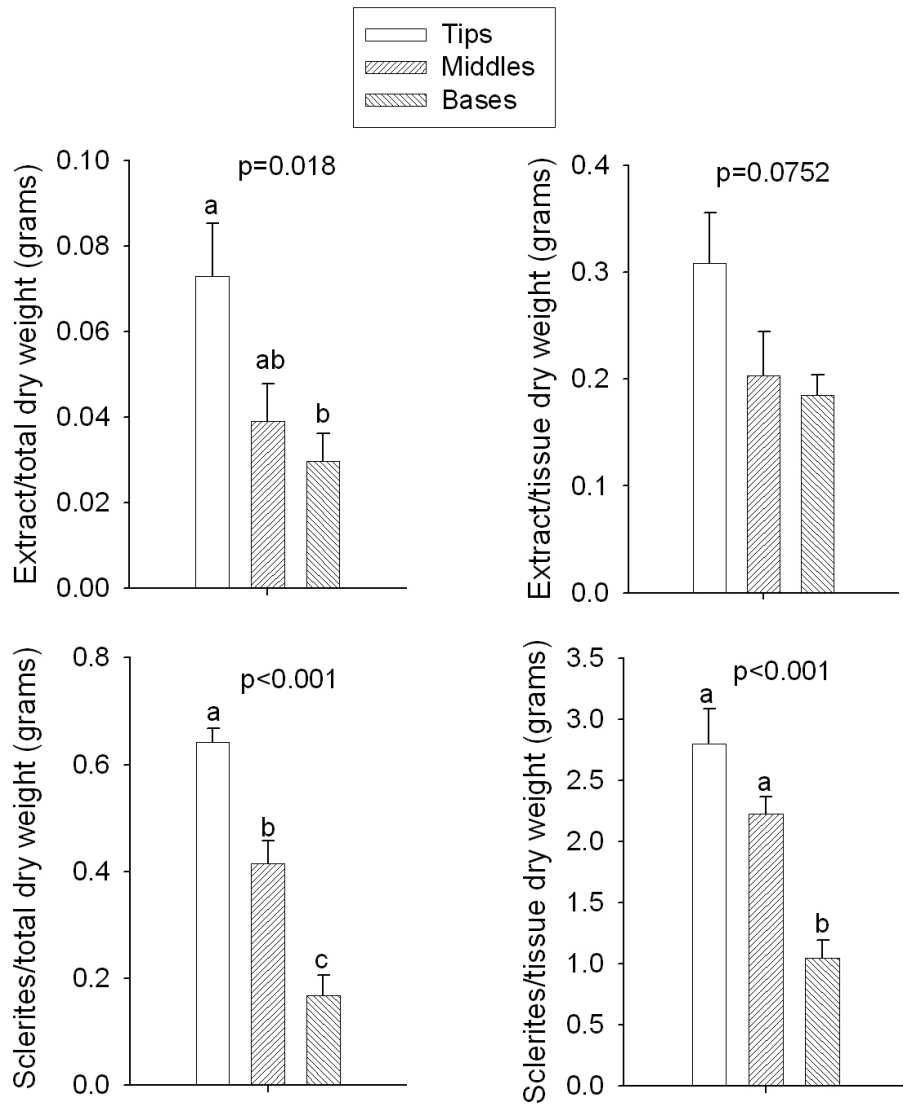 Tips
Middles
Bases
Extract/total dry weight (grams)
0.10
0.08
0.06
0.04
0.02
0.00
p=0.018
a
ab
b
Extract/tissue dry weight (grams)
0.4
0.3
0.2
0.1
0.0
p=0.0752
Sclerites/total dry weight (grams)
0.8
0.6
0.4
0.2
0.0
p<0.001
a
b
c
Sclerites/tissue dry weight (grams)
3.5
3.0
2.5
2.0
1.5
1.0
0.5
0.0
p<0.001
a
a
b